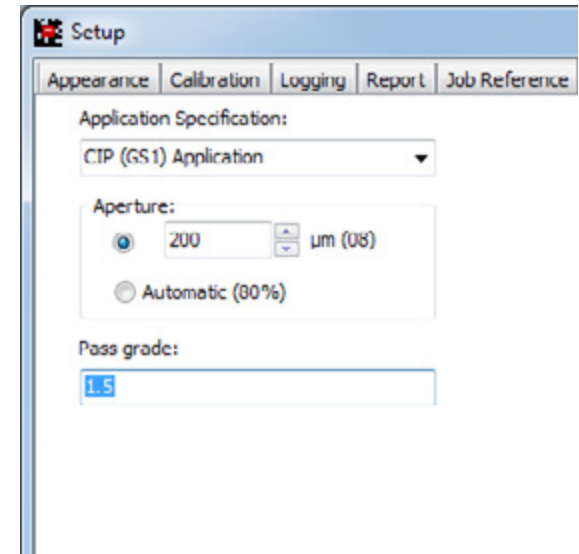 Setup
Appearance Calibration Logging Report Job Reference
Application Specification:
CIP (GS1) Application
Aperture:
200 µm (08)
Automatic (80%)
Pass grade:
1.5